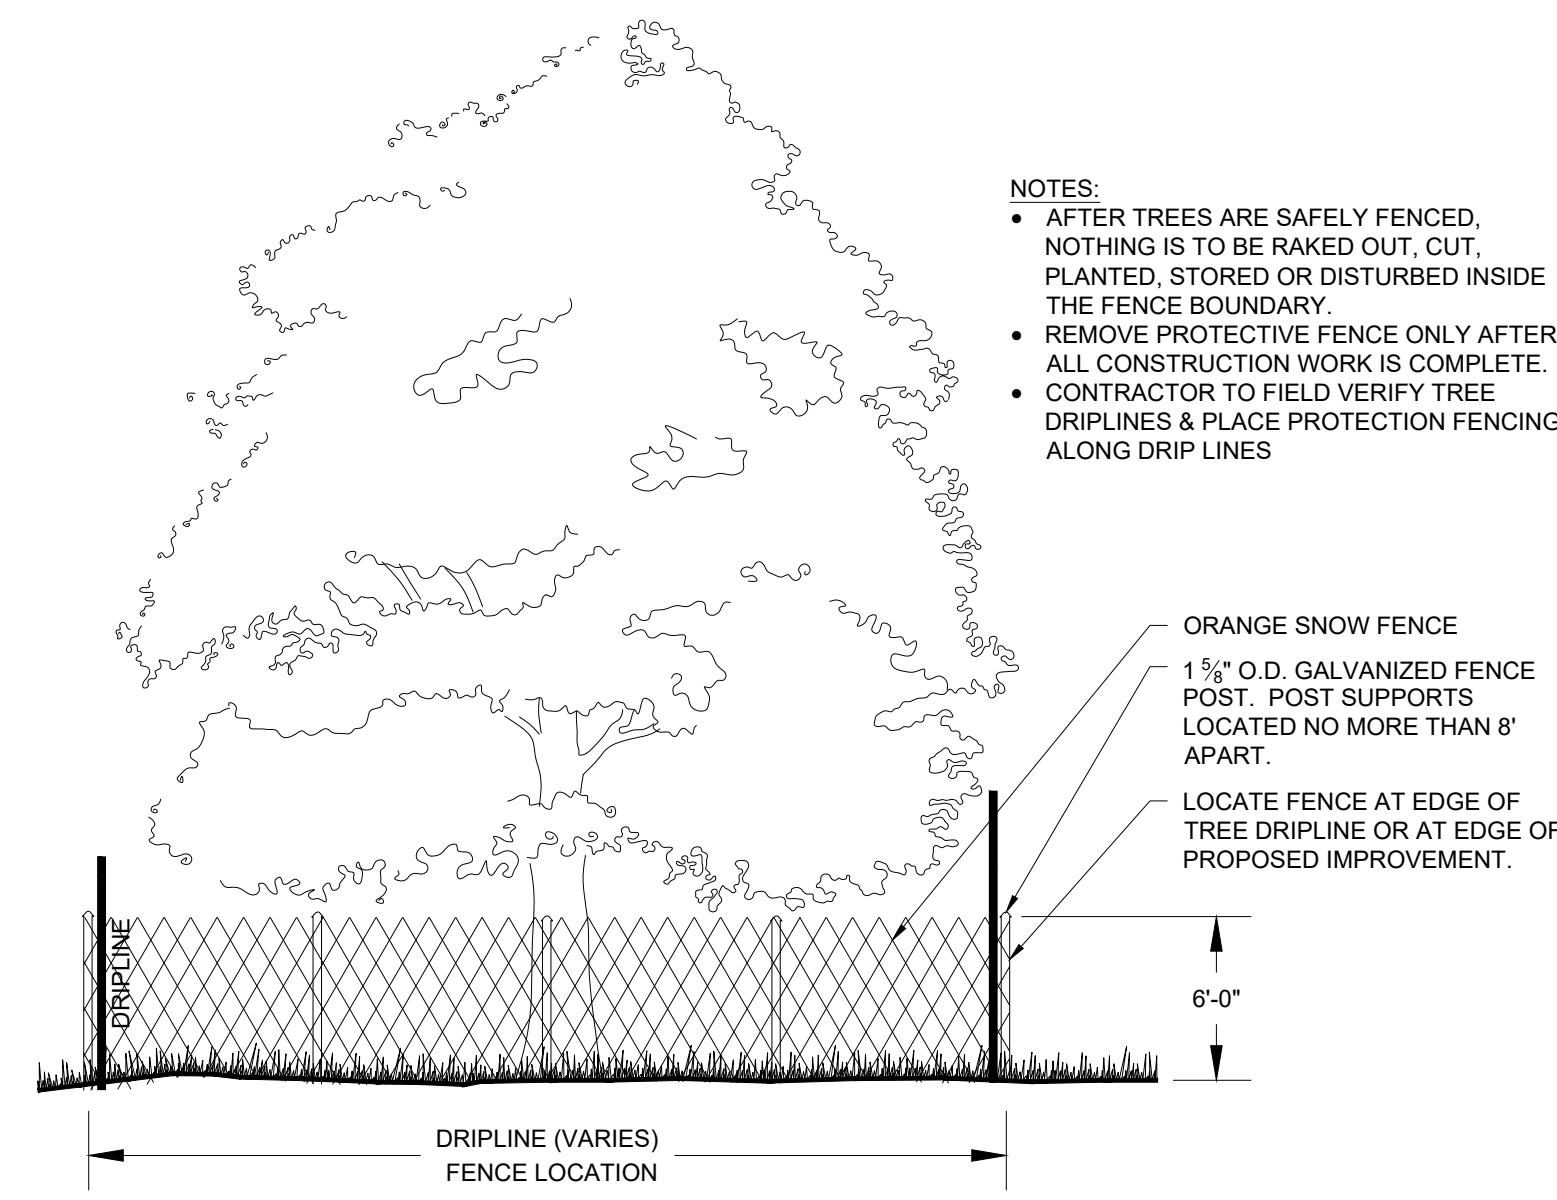 NOTES:
• AFTER TREES ARE SAFELY FENCED,
NOTHING IS TO BE RAKED OUT, CUT,
PLANTED, STORED OR DISTURBED INSIDE
THE FENCE BOUNDARY.
• REMOVE PROTECTIVE FENCE ONLY AFTER
ALL CONSTRUCTION WORK IS COMPLETE.
• CONTRACTOR TO FIELD VERIFY TREE
DRIPLINES & PLACE PROTECTION FENCING
ALONG DRIP LINES
ORANGE SNOW FENCE
1 5/8" O.D. GALVANIZED FENCE
POST. POST SUPPORTS
LOCATED NO MORE THAN 8'
APART.
LOCATE FENCE AT EDGE OF
TREE DRIPLINE OR AT EDGE OF
PROPOSED IMPROVEMENT.
DRIPLINE
6'-0"
DRIPLINE (VARIES)
FENCE LOCATION